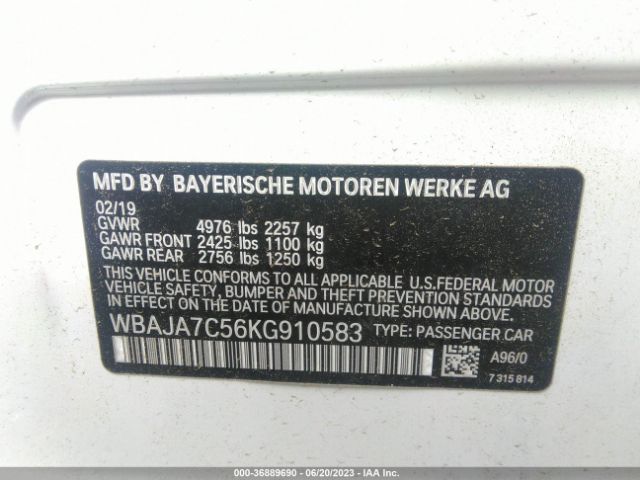 MFD BY BAYERISCHE MOTOREN WERKE AG
02/19
GVWR 4976 lbs 2257 kg
GAWR FRONT 2425 lbs 1100 kg
GAWR REAR 2756 lbs 1250 kg
THIS VEHICLE CONFORMS TO ALL APPLICABLE U.S.FEDERAL MOTOR
VEHICLE SAFETY, BUMPER AND THEFT PREVENTION STANDARDS
IN EFFECT ON THE DATE OF MANUFACTURE SHOWN ABOVE.
WBAJA7C56KG910583 TYPE: PASSENGER CAR
A96/0
7 315 814
000-36889690 - 06/20/2023 - IAA Inc.